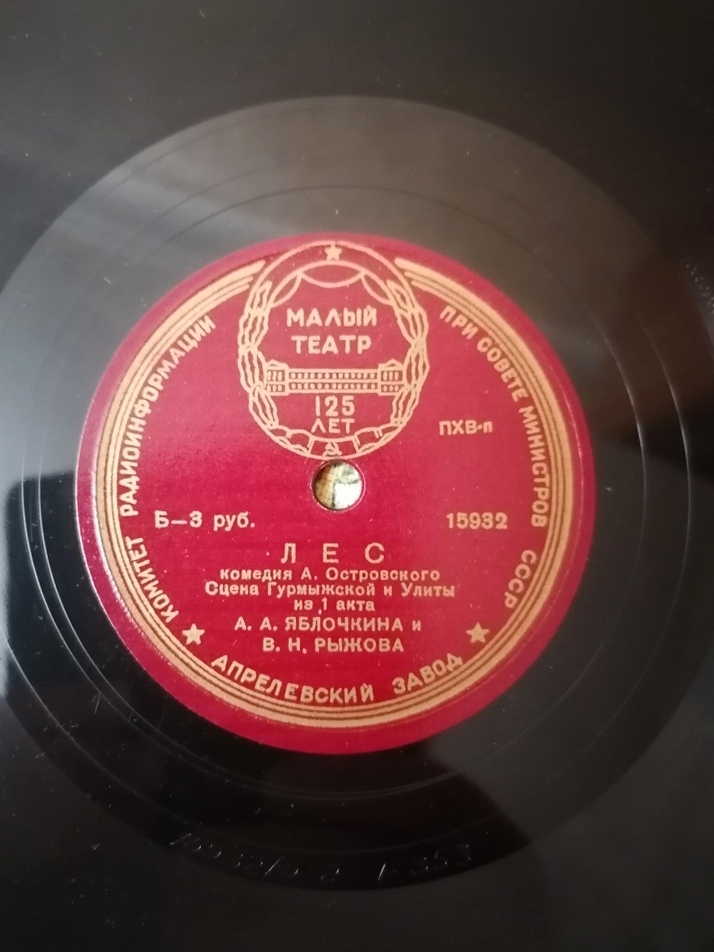 МАЛЫЙ
ТЕАТР
125
ЛЕТ
КОМИТЕТ РАДИОИНФОРМАЦИИ
ПРИ СОВЕТЕ МИНИСТРОВ СССР
ПХВ-п
Б—3 руб.
15932
ЛЕС
комедия А. Островского
Сцена Гурмыжской и Улиты
из 1 акта
А. А. ЯБЛОЧКИНА и
В. Н. РЫЖОВА
АПРЕЛЕВСКИЙ ЗАВОД